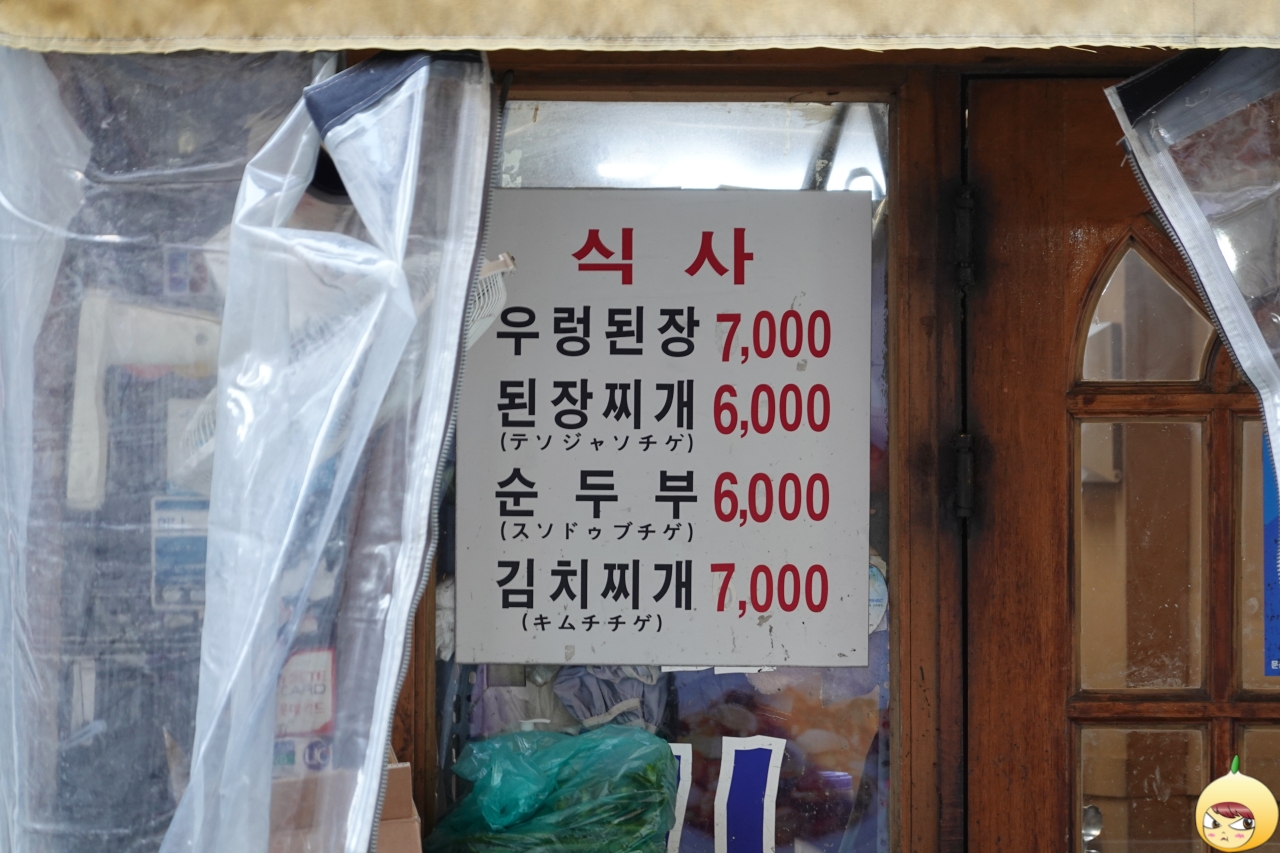 식 사
우렁된장 7,000
된장찌개 6,000
(テソジャソチゲ)
순 두 부 6,000
(スソドゥブチゲ)
김치찌개 7,000
(キムチチゲ)
CARD